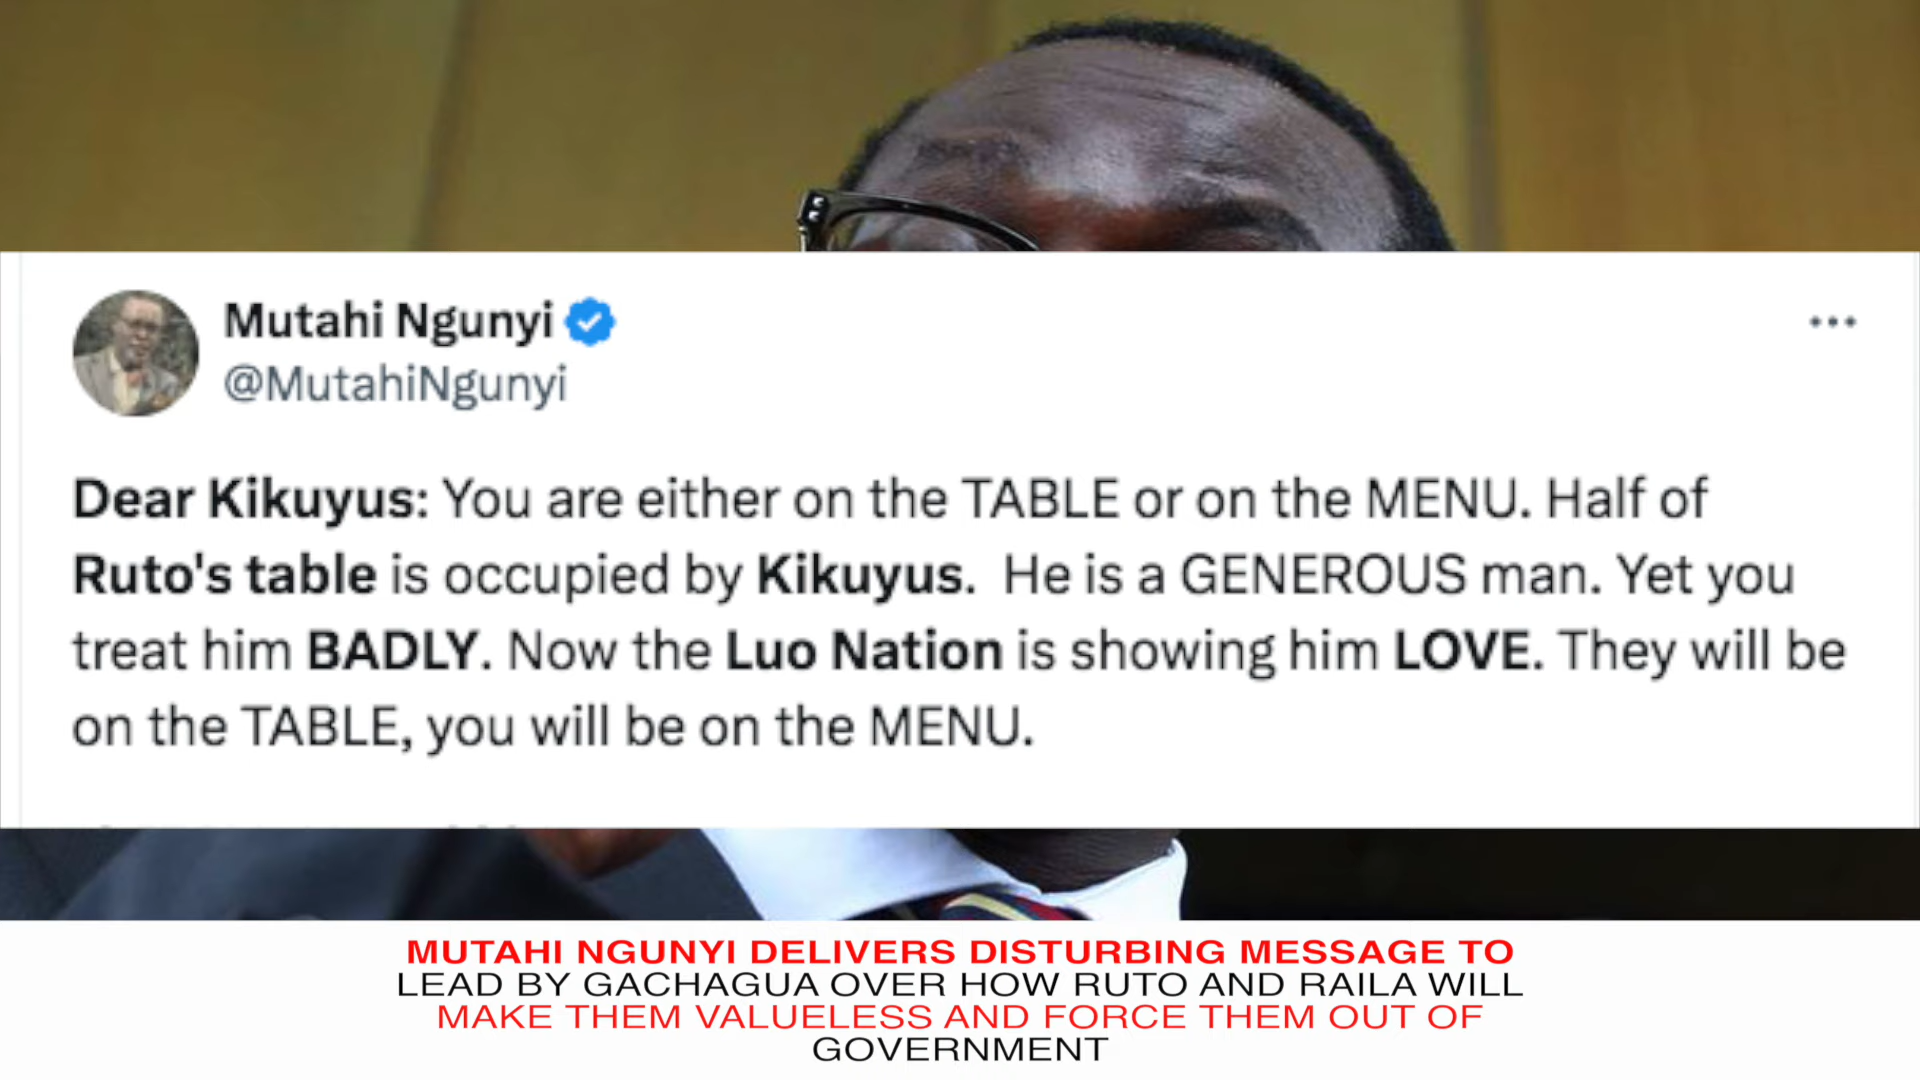 Mutahi Ngunyi
@MutahiNgunyi
Dear Kikuyus: You are either on the TABLE or on the MENU. Half of
Ruto's table is occupied by Kikuyus. He is a GENEROUS man. Yet you
treat him BADLY. Now the Luo Nation is showing him LOVE. They will be
on the TABLE, you will be on the MENU.
MUTAHI NGUNYI DELIVERS DISTURBING MESSAGE TO
LEAD BY GACHAGUA OVER HOW RUTO AND RAILA WILL
MAKE THEM VALUELESS AND FORCE THEM OUT OF
GOVERNMENT